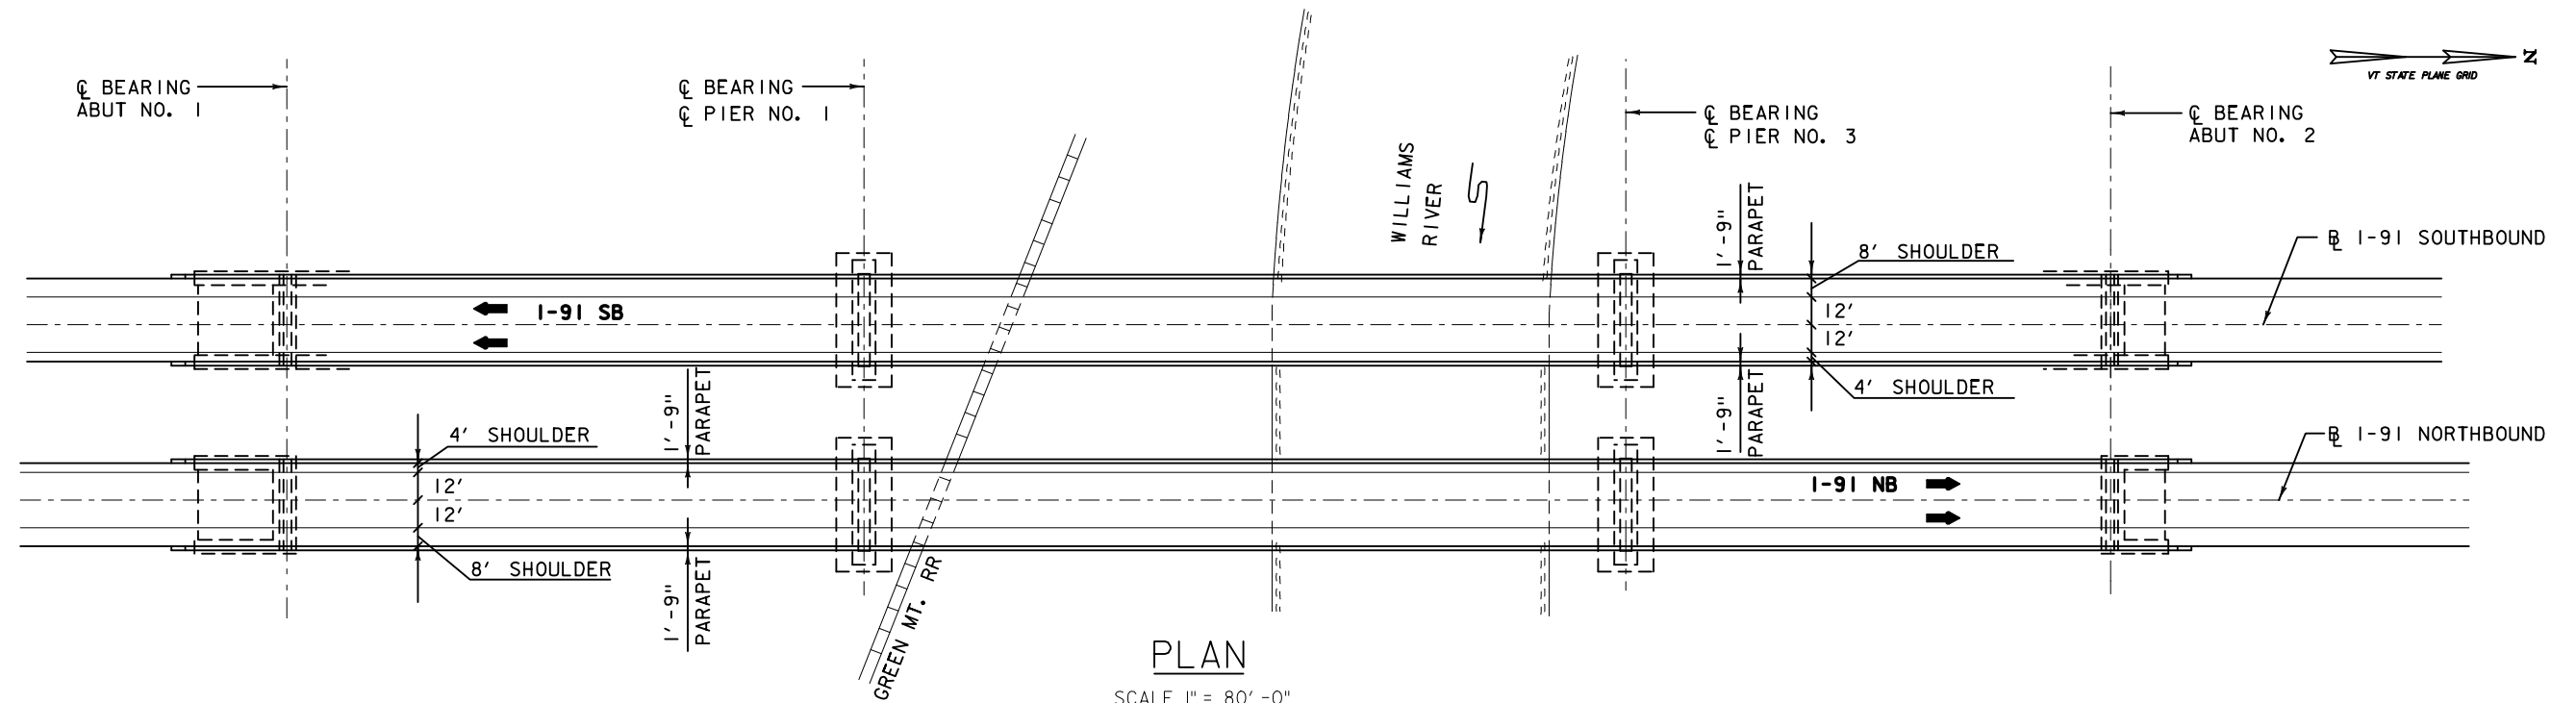 ℄ BEARING
ABUT NO. 1
℄ BEARING
℄ PIER NO. 1
℄ BEARING
℄ PIER NO. 3
℄ BEARING
ABUT NO. 2
N
VT STATE PLANE GRID
WILLIAMS
RIVER
1'-9"
PARAPET
8' SHOULDER
12'
12'
4' SHOULDER
1'-9"
PARAPET
BL I-91 SOUTHBOUND
I-91 SB
4' SHOULDER
12'
12'
8' SHOULDER
1'-9"
PARAPET
1'-9"
PARAPET
GREEN MT. RR
I-91 NB
BL I-91 NORTHBOUND
PLAN
SCALE 1" = 80'-0"